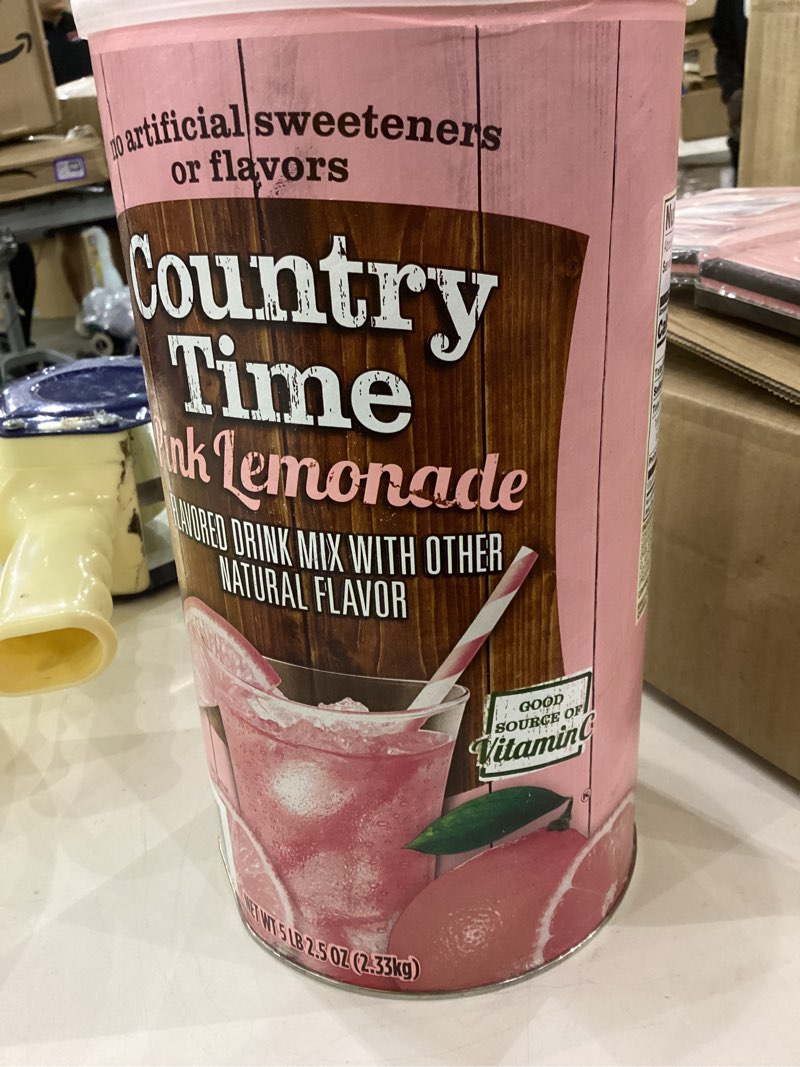 no artificial sweeteners
or flavors
Country
Time
Pink Lemonade
FLAVORED DRINK MIX WITH OTHER
NATURAL FLAVOR
GOOD
SOURCE OF
Vitamin C
NET WT 5 LB 2.5 OZ (2.33kg)